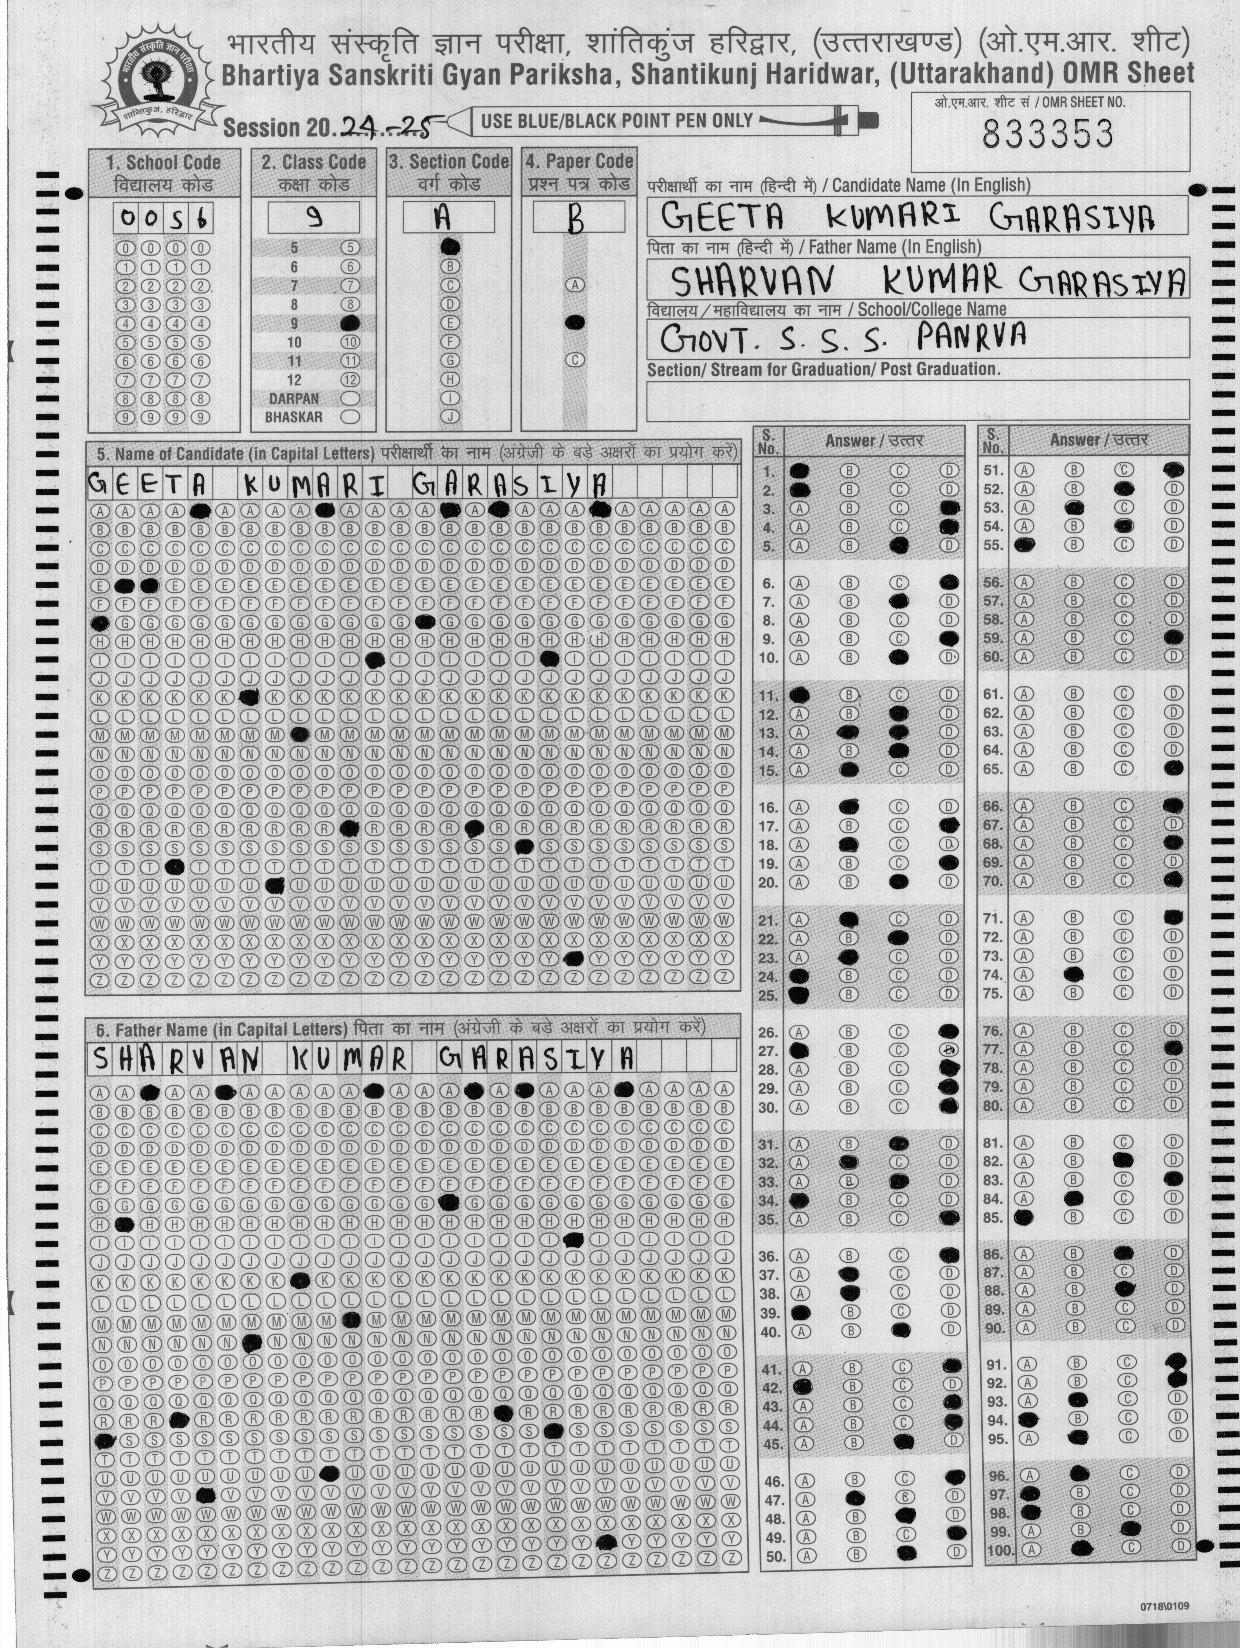 भारतीय संस्कृति ज्ञान परीक्षा, शांतिकुंज हरिद्वार, (उत्तराखण्ड) (ओ.एम.आर. शीट)
Bhartiya Sanskriti Gyan Pariksha, Shantikunj Haridwar, (Uttarakhand) OMR Sheet
भारतीय संस्कृति ज्ञान परीक्षा
शान्तिकुञ्ज, हरिद्वार
Session 2024-25
USE BLUE/BLACK POINT PEN ONLY
ओ.एम.आर. शीट सं / OMR SHEET NO.
833353
1. School Code
विद्यालय कोड
0056
2. Class Code
कक्षा कोड
9
3. Section Code
वर्ग कोड
A
4. Paper Code
प्रश्न पत्र कोड
B
5
6
7
8
9
10
11
12
DARPAN
BHASKAR
परीक्षार्थी का नाम (हिन्दी में) / Candidate Name (In English)
GEETA KUMARI GARASIYA
पिता का नाम (हिन्दी में) / Father Name (In English)
SHARVAN KUMAR GARASIYA
विद्यालय / महाविद्यालय का नाम / School/College Name
GOVT. S. S. S. PANRVA
Section/ Stream for Graduation/ Post Graduation.
5. Name of Candidate (in Capital Letters) परीक्षार्थी का नाम (अंग्रेजी के बड़े अक्षरों का प्रयोग करें)
GEETA KUMARI GARASIYA
6. Father Name (in Capital Letters) पिता का नाम (अंग्रेजी के बड़े अक्षरों का प्रयोग करें)
SHARVAN KUMAR GARASIYA
S. No. Answer / उत्तर
S. No. Answer / उत्तर
0718\0109